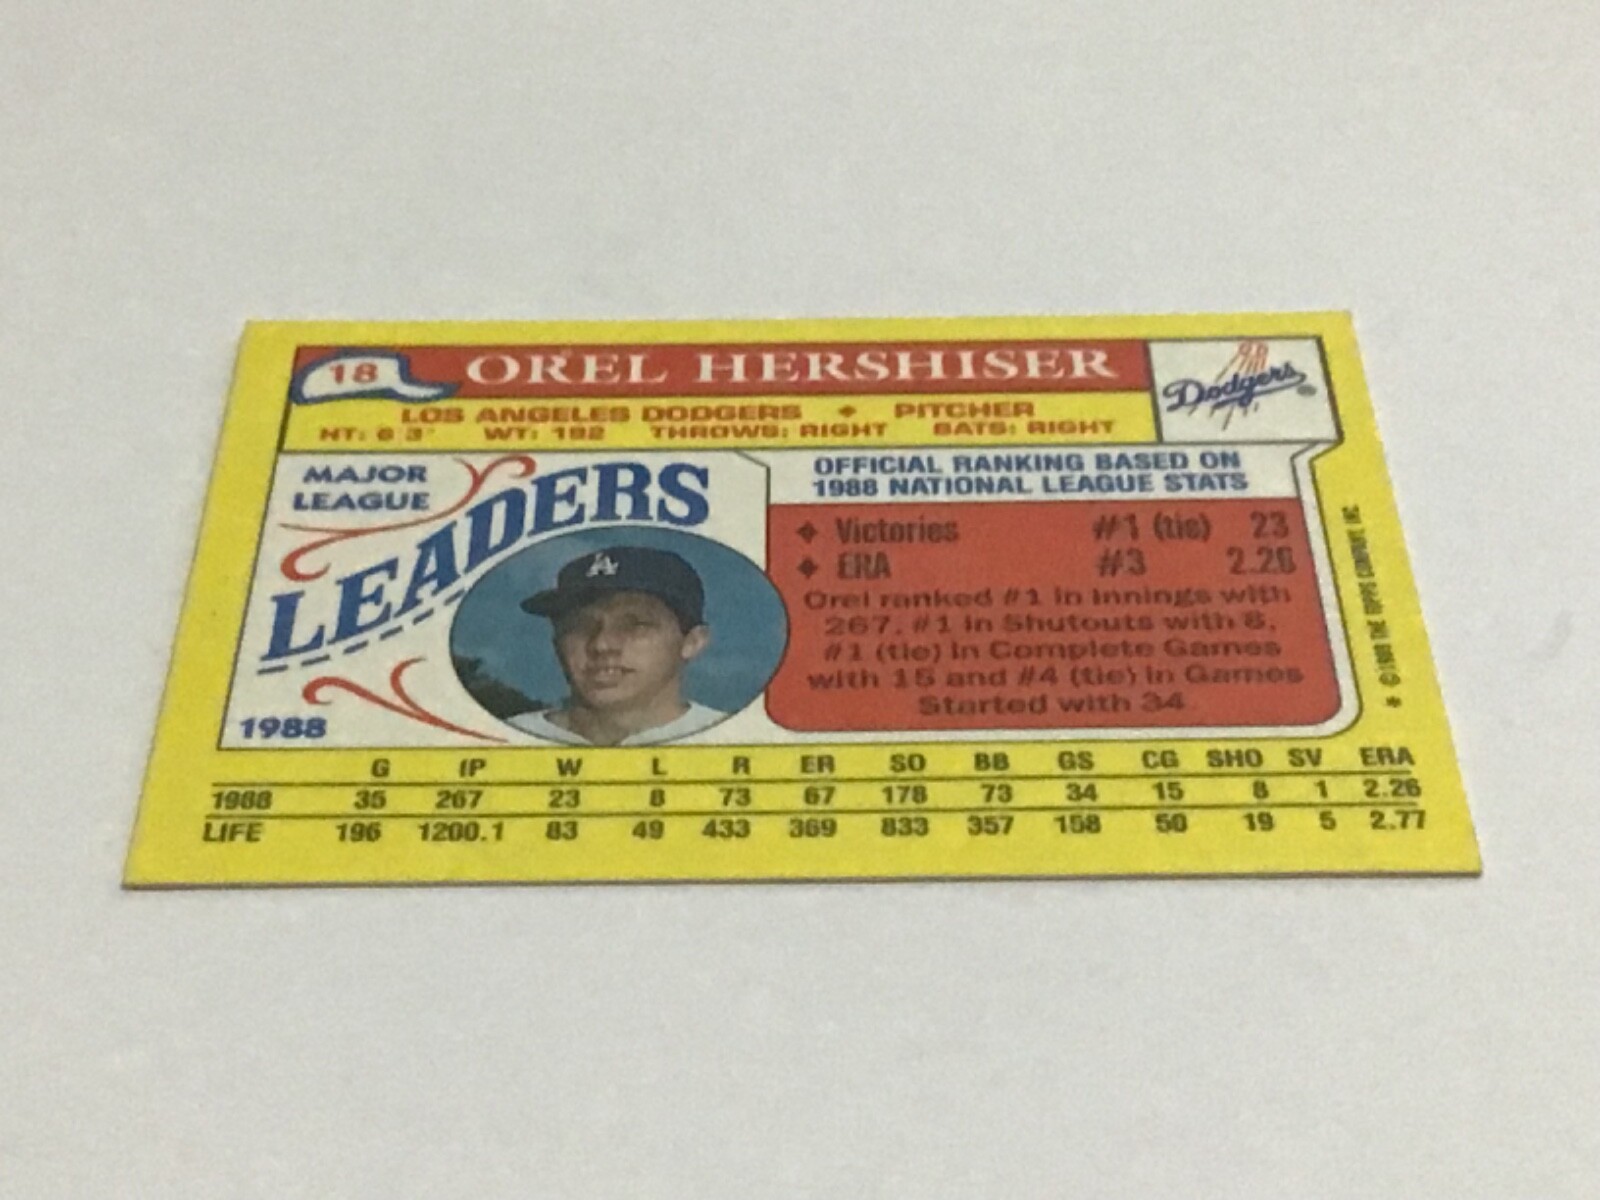 18
OREL HERSHISER
Dodgers
LOS ANGELES DODGERS ♦ PITCHER
HT: 6'3" WT: 192 THROWS: RIGHT BATS: RIGHT
MAJOR
LEAGUE
LEADERS
1988
OFFICIAL RANKING BASED ON
1988 NATIONAL LEAGUE STATS
♦ Victories #1 (tie) 23
♦ ERA #3 2.26
Orel ranked #1 in Innings with
267, #1 in Shutouts with 8,
#1 (tie) in Complete Games
with 15 and #4 (tie) in Games
Started with 34.
* ©1989 THE TOPPS COMPANY, INC.
G IP W L R ER SO BB GS CG SHO SV ERA
1988 35 267 23 8 73 67 178 73 34 15 8 1 2.26
LIFE 196 1200.1 83 49 433 369 833 357 158 50 19 5 2.77